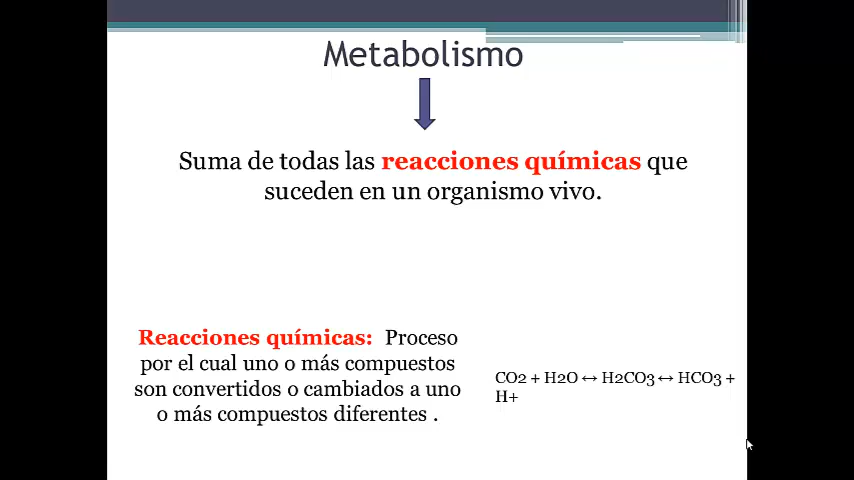 Metabolismo
Suma de todas las reacciones químicas que
suceden en un organismo vivo.
Reacciones químicas: Proceso
por el cual uno o más compuestos
son convertidos o cambiados a uno
o más compuestos diferentes .
CO2 + H2O ↔ H2CO3 ↔ HCO3 +
H+